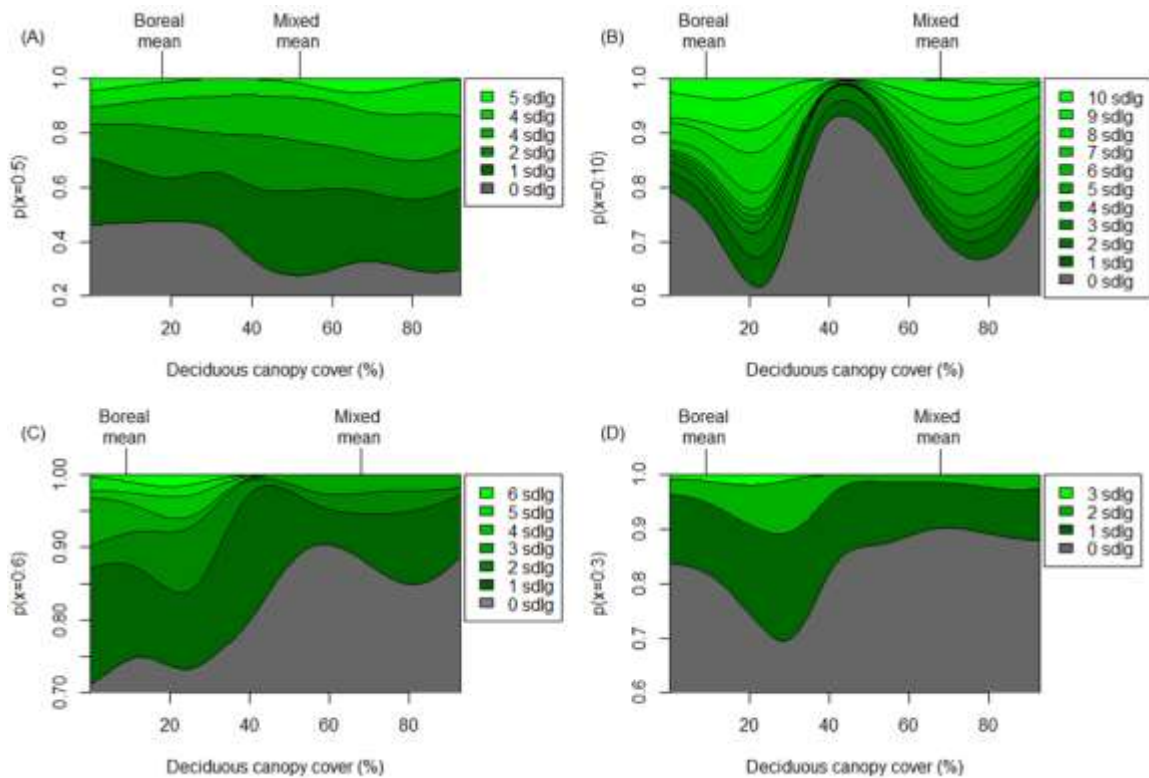 (A)
Boreal
mean
Mixed
mean
1.0
0.8
0.6
0.4
0.2
p(x=0:5)
20
40
60
80
Deciduous canopy cover (%)
5 sdlg
4 sdlg
4 sdlg
2 sdlg
1 sdlg
0 sdlg
(B)
Boreal
mean
Mixed
mean
1.0
0.9
0.8
0.7
0.6
p(x=0:10)
20
40
60
80
Deciduous canopy cover (%)
10 sdlg
9 sdlg
8 sdlg
7 sdlg
6 sdlg
5 sdlg
4 sdlg
3 sdlg
2 sdlg
1 sdlg
0 sdlg
(C)
Boreal
mean
Mixed
mean
1.00
0.90
0.80
0.70
p(x=0:6)
20
40
60
80
Deciduous canopy cover (%)
6 sdlg
5 sdlg
4 sdlg
3 sdlg
2 sdlg
1 sdlg
0 sdlg
(D)
Boreal
mean
Mixed
mean
1.0
0.9
0.8
0.7
0.6
p(x=0:3)
20
40
60
80
Deciduous canopy cover (%)
3 sdlg
2 sdlg
1 sdlg
0 sdlg